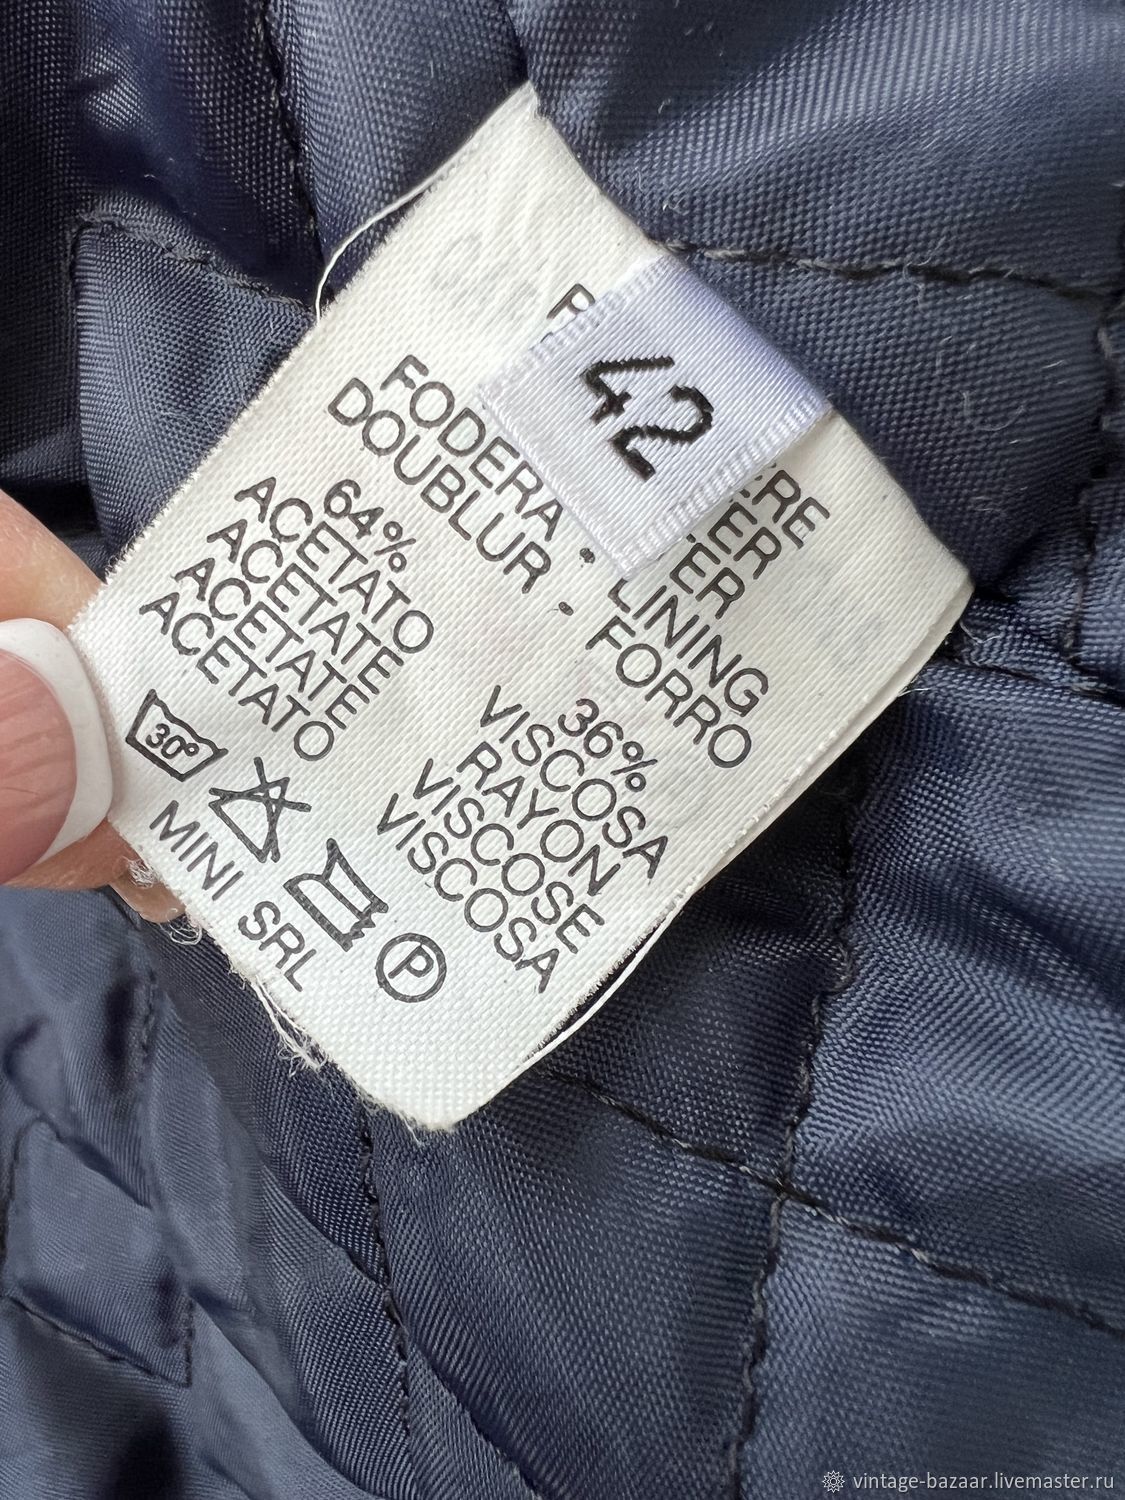 42
FODERA - LINING
DOUBLUR - FORRO
64%
ACETATO
ACETATE
ACETATE
ACETATO
36%
VISCOSA
RAYON
VISCOSE
VISCOSA
30°
P
MINI SRL
vintage-bazaar.livemaster.ru